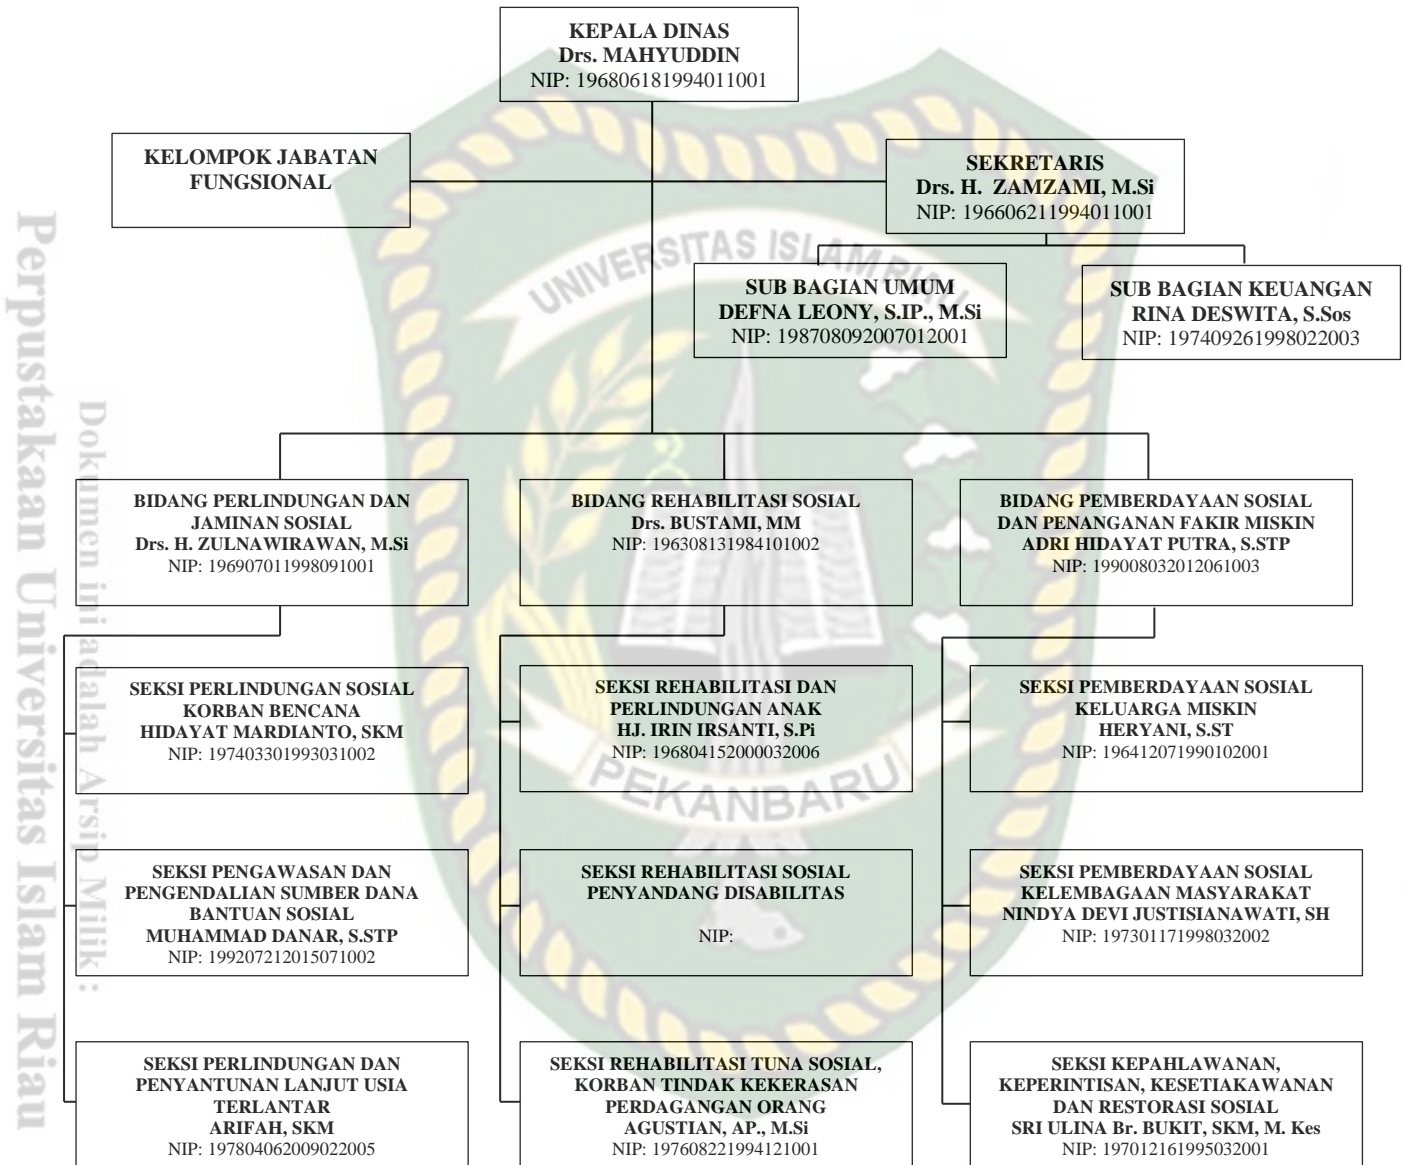 KEPALA DINAS
Drs. MAHYUDDIN
NIP: 196806181994011001
KELOMPOK JABATAN
FUNGSIONAL
SEKRETARIS
Drs. H. ZAMZAMI, M.Si
NIP: 196606211994011001
SUB BAGIAN UMUM
DEFNA LEONY, S.IP., M.Si
NIP: 198708092007012001
SUB BAGIAN KEUANGAN
RINA DESWITA, S.Sos
NIP: 197409261998022003
BIDANG PERLINDUNGAN DAN
JAMINAN SOSIAL
Drs. H. ZULNAWIRAWAN, M.Si
NIP: 196907011998091001
BIDANG REHABILITASI SOSIAL
Drs. BUSTAMI, MM
NIP: 196308131984101002
BIDANG PEMBERDAYAAN SOSIAL
DAN PENANGANAN FAKIR MISKIN
ADRI HIDAYAT PUTRA, S.STP
NIP: 199008032012061003
SEKSI PERLINDUNGAN SOSIAL
KORBAN BENCANA
HIDAYAT MARDIANTO, SKM
NIP: 197403301993031002
SEKSI REHABILITASI DAN
PERLINDUNGAN ANAK
HJ. IRIN IRSANTI, S.Pi
NIP: 196804152000032006
SEKSI PEMBERDAYAAN SOSIAL
KELUARGA MISKIN
HERYANI, S.ST
NIP: 196412071990102001
SEKSI PENGAWASAN DAN
PENGENDALIAN SUMBER DANA
BANTUAN SOSIAL
MUHAMMAD DANAR, S.STP
NIP: 199207212015071002
SEKSI REHABILITASI SOSIAL
PENYANDANG DISABILITAS
NIP:
SEKSI PEMBERDAYAAN SOSIAL
KELEMBAGAAN MASYARAKAT
NINDYA DEVI JUSTISIANAWATI, SH
NIP: 197301171998032002
SEKSI PERLINDUNGAN DAN
PENYANTUNAN LANJUT USIA
TERLANTAR
ARIFAH, SKM
NIP: 197804062009022005
SEKSI REHABILITASI TUNA SOSIAL,
KORBAN TINDAK KEKERASAN
PERDAGANGAN ORANG
AGUSTIAN, AP., M.Si
NIP: 197608221994121001
SEKSI KEPAHLAWANAN,
KEPERINTISAN, KESETIAKAWANAN
DAN RESTORASI SOSIAL
SRI ULINA Br. BUKIT, SKM, M. Kes
NIP: 197012161995032001
UNIVERSITAS ISLAM RIAU
PEKANBARU
Dokumen ini adalah Arsip Milik :
Perpustakaan Universitas Islam Riau